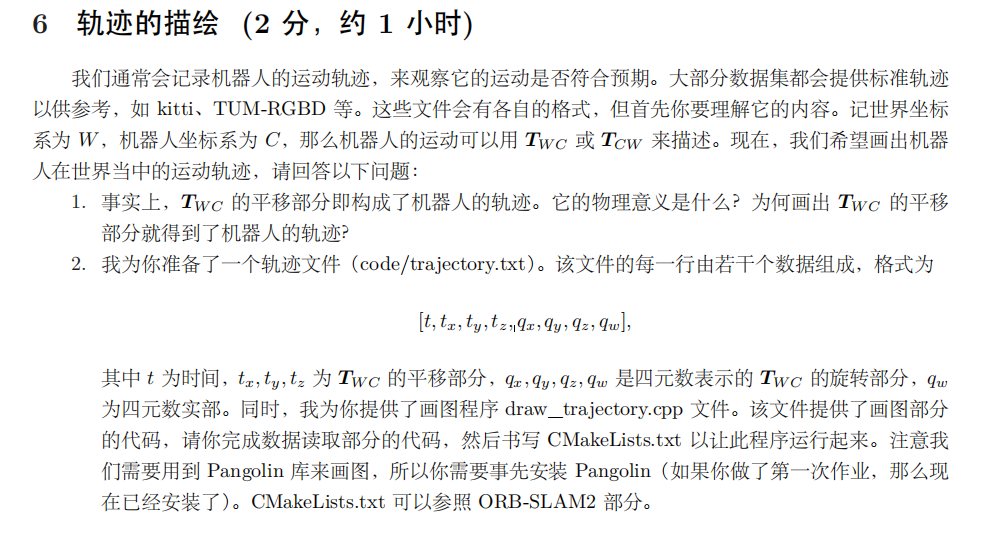 6 轨迹的描绘 (2 分，约 1 小时)
我们通常会记录机器人的运动轨迹，来观察它的运动是否符合预期。大部分数据集都会提供标准轨迹
以供参考，如 kitti、TUM-RGBD 等。这些文件会有各自的格式，但首先你要理解它的内容。记世界坐标
系为 W，机器人坐标系为 C，那么机器人的运动可以用 T_{WC} 或 T_{CW} 来描述。现在，我们希望画出机器
人在世界当中的运动轨迹，请回答以下问题：
1. 事实上，T_{WC} 的平移部分即构成了机器人的轨迹。它的物理意义是什么？为何画出 T_{WC} 的平移
部分就得到了机器人的轨迹？
2. 我为你准备了一个轨迹文件（code/trajectory.txt）。该文件的每一行由若干个数据组成，格式为
[t, t_x, t_y, t_z, q_x, q_y, q_z, q_w],
其中 t 为时间，t_x, t_y, t_z 为 T_{WC} 的平移部分，q_x, q_y, q_z, q_w 是四元数表示的 T_{WC} 的旋转部分，q_w
为四元数实部。同时，我为你提供了画图程序 draw_trajectory.cpp 文件。该文件提供了画图部分
的代码，请你完成数据读取部分的代码，然后书写 CMakeLists.txt 以让此程序运行起来。注意我
们需要用到 Pangolin 库来画图，所以你需要事先安装 Pangolin（如果你做了第一次作业，那么现
在已经安装了）。CMakeLists.txt 可以参照 ORB-SLAM2 部分。